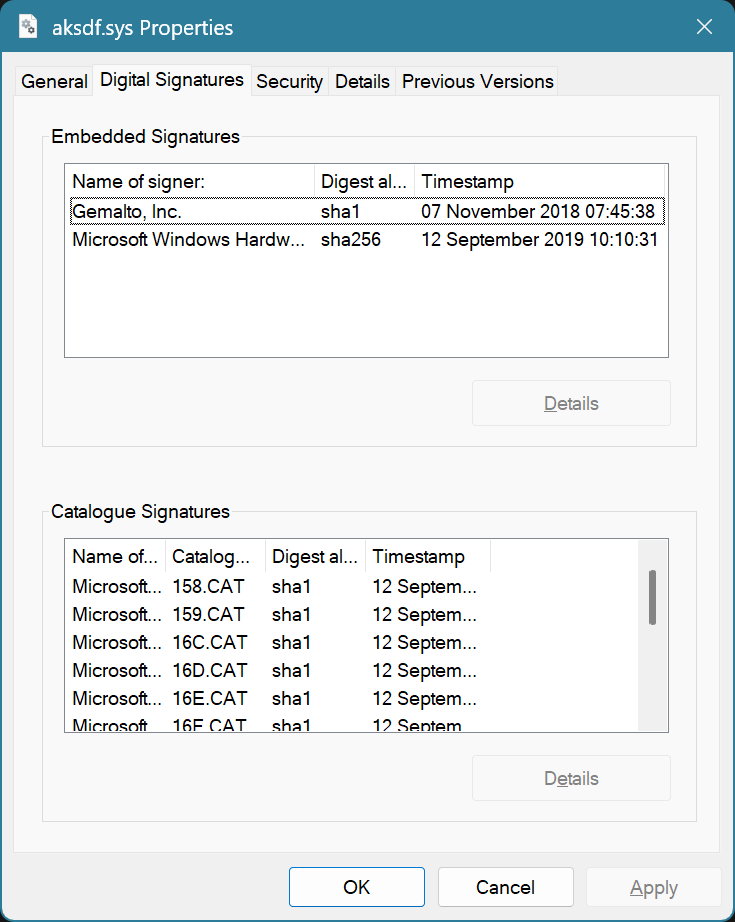 aksdf.sys Properties
General Digital Signatures Security Details Previous Versions
Embedded Signatures
Name of signer: Digest al... Timestamp
Gemalto, Inc. sha1 07 November 2018 07:45:38
Microsoft Windows Hardw... sha256 12 September 2019 10:10:31
Details
Catalogue Signatures
Name of... Catalog... Digest al... Timestamp
Microsoft... 158.CAT sha1 12 Septem...
Microsoft... 159.CAT sha1 12 Septem...
Microsoft... 16C.CAT sha1 12 Septem...
Microsoft... 16D.CAT sha1 12 Septem...
Microsoft... 16E.CAT sha1 12 Septem...
Microsoft 16F.CAT sha1 12 Septem
Details
OK Cancel Apply